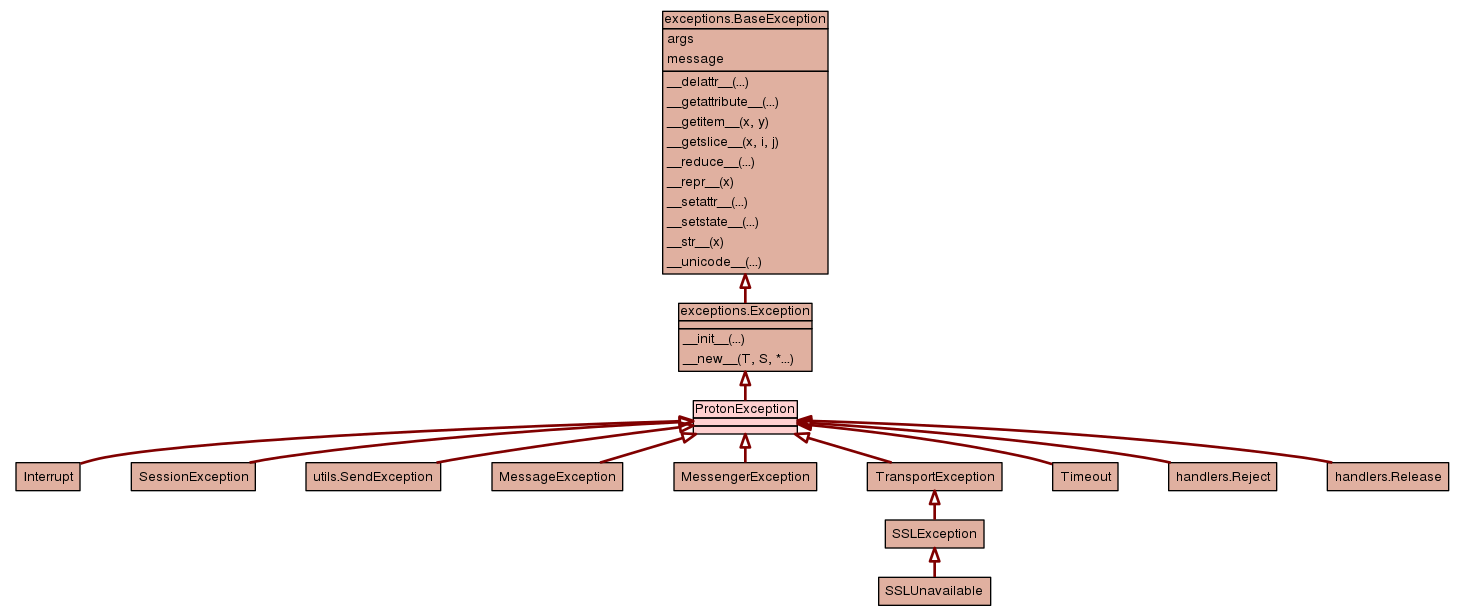 exceptions.BaseException
args
message
__delattr__(...)
__getattribute__(...)
__getitem__(x, y)
__getslice__(x, i, j)
__reduce__(...)
__repr__(x)
__setattr__(...)
__setstate__(...)
__str__(x)
__unicode__(...)
exceptions.Exception
__init__(...)
__new__(T, S, *...)
ProtonException
Interrupt
SessionException
utils.SendException
MessageException
MessengerException
TransportException
Timeout
handlers.Reject
handlers.Release
SSLException
SSLUnavailable